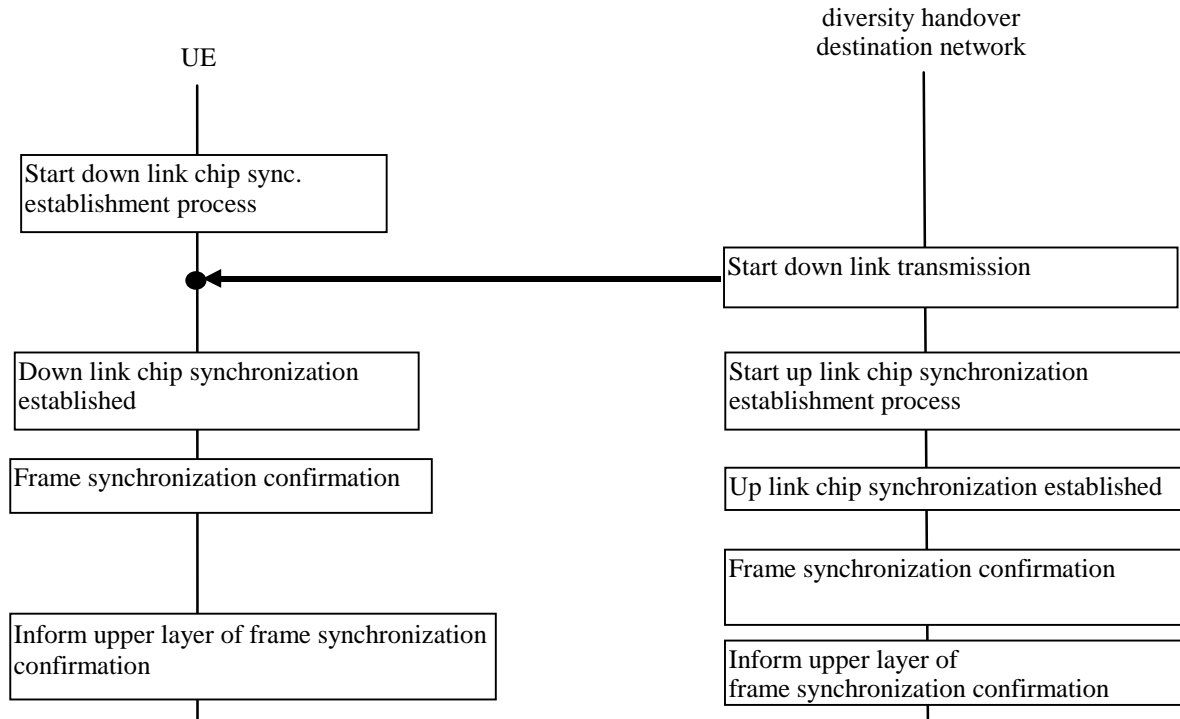 diversity handover
destination network
UE
Start down link chip sync.
establishment process
Start down link transmission
Down link chip synchronization
established
Start up link chip synchronization
establishment process
Frame synchronization confirmation
Up link chip synchronization established
Frame synchronization confirmation
Inform upper layer of frame synchronization
confirmation
Inform upper layer of
frame synchronization confirmation